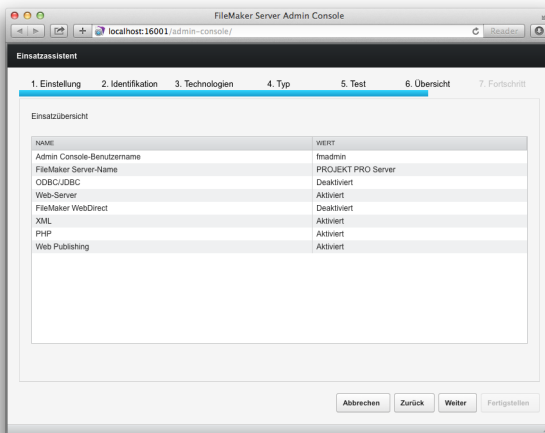 FileMaker Server Admin Console
localhost:16001/admin-console/
Reader
Einsatzassistent
1. Einstellung 2. Identifikation 3. Technologien 4. Typ 5. Test 6. Übersicht 7. Fortschritt
Einsatzübersicht
NAME WERT
Admin Console-Benutzername fmadmin
FileMaker Server-Name PROJEKT PRO Server
ODBC/JDBC Deaktiviert
Web-Server Aktiviert
FileMaker WebDirect Deaktiviert
XML Aktiviert
PHP Aktiviert
Web Publishing Aktiviert
Abbrechen Zurück Weiter Fertigstellen